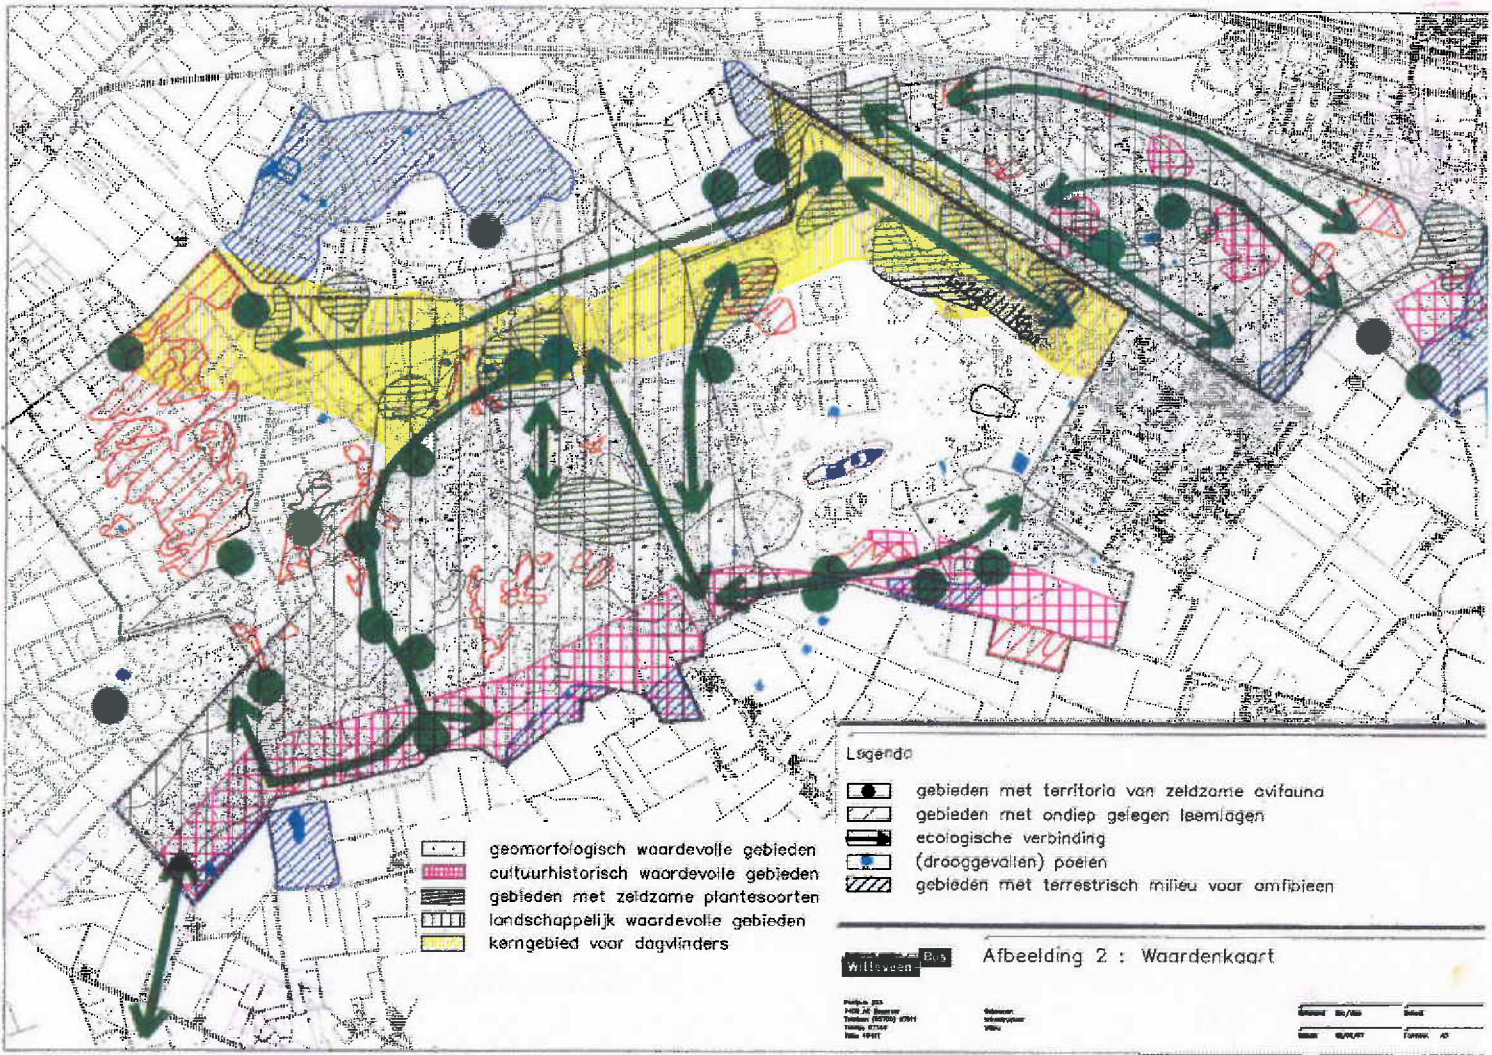 Legenda
gebieden met territoria van zeldzame avifauna
gebieden met ondiep gelegen leemlagen
ecologische verbinding
(drooggevallen) poelen
gebieden met terrestrisch milieu voor amfibieen
geomorfologisch waardevolle gebieden
cultuurhistorisch waardevolle gebieden
gebieden met zeldzame plantesoorten
landschappelijk waardevolle gebieden
kerngebied voor dagvlinders
Witteveen Bos
Afbeelding 2 : Waardenkaart